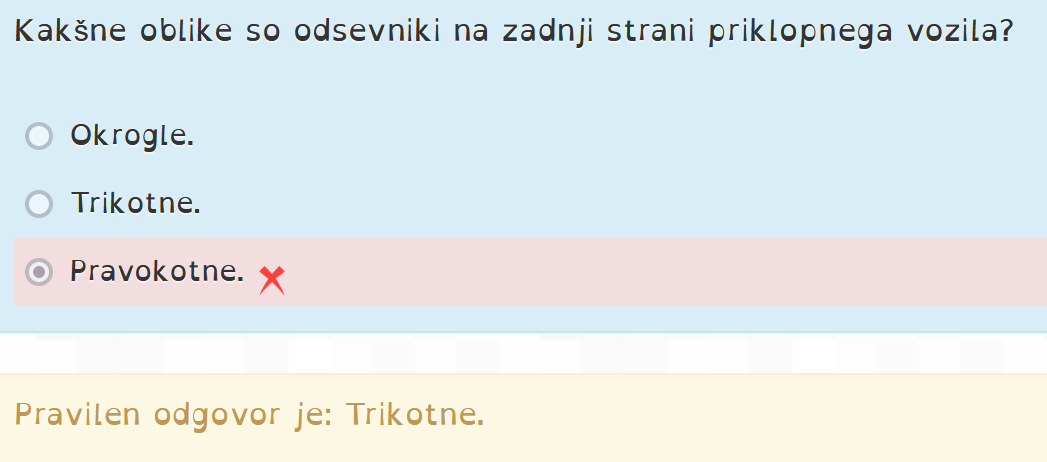 Kakšne oblike so odsevniki na zadnji strani priklopnega vozila?
Okrogle.
Trikotne.
Pravokotne.
Pravilen odgovor je: Trikotne.